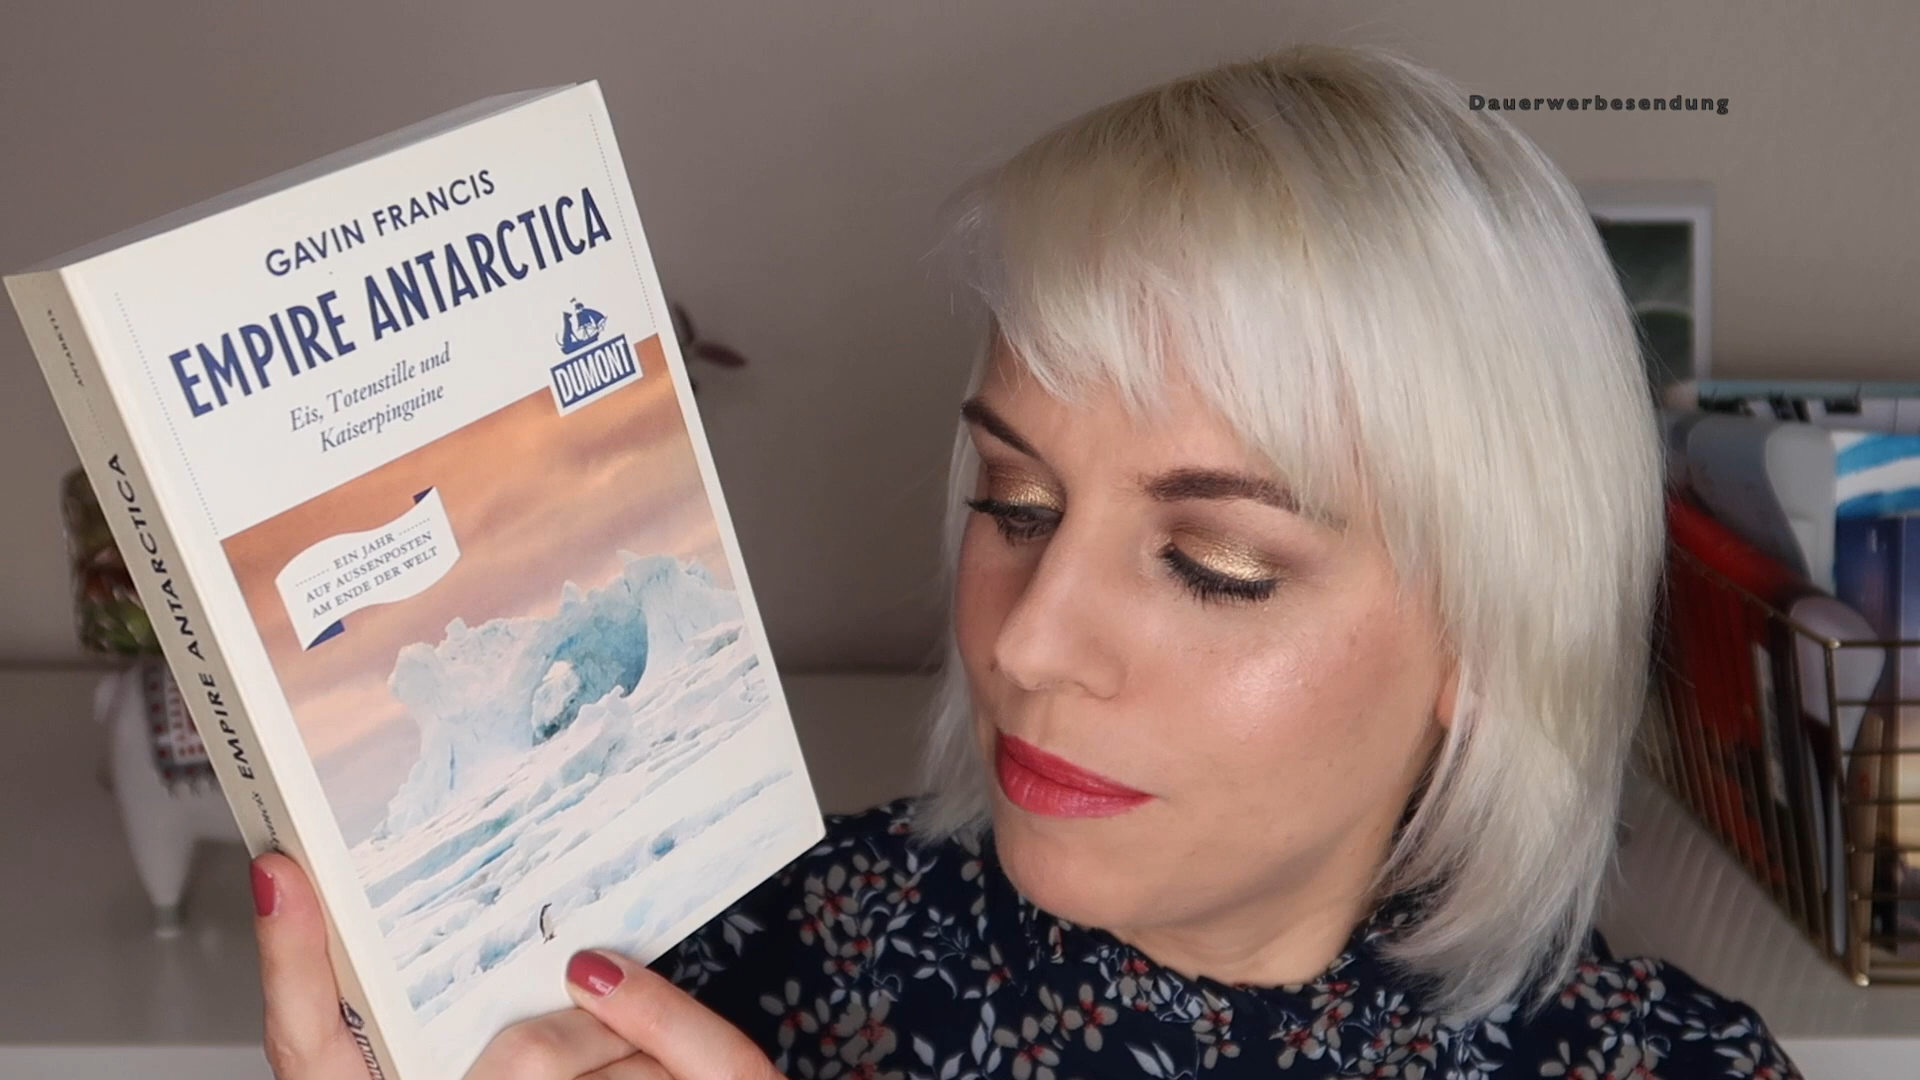 Dauerwerbesendung
GAVIN FRANCIS
EMPIRE ANTARCTICA
Eis, Totenstille und
Kaiserpinguine
DUMONT
EIN JAHR
AUF AUSSENPOSTEN
AM ENDE DER WELT
ANTARKTIS
EMPIRE ANTARCTICA